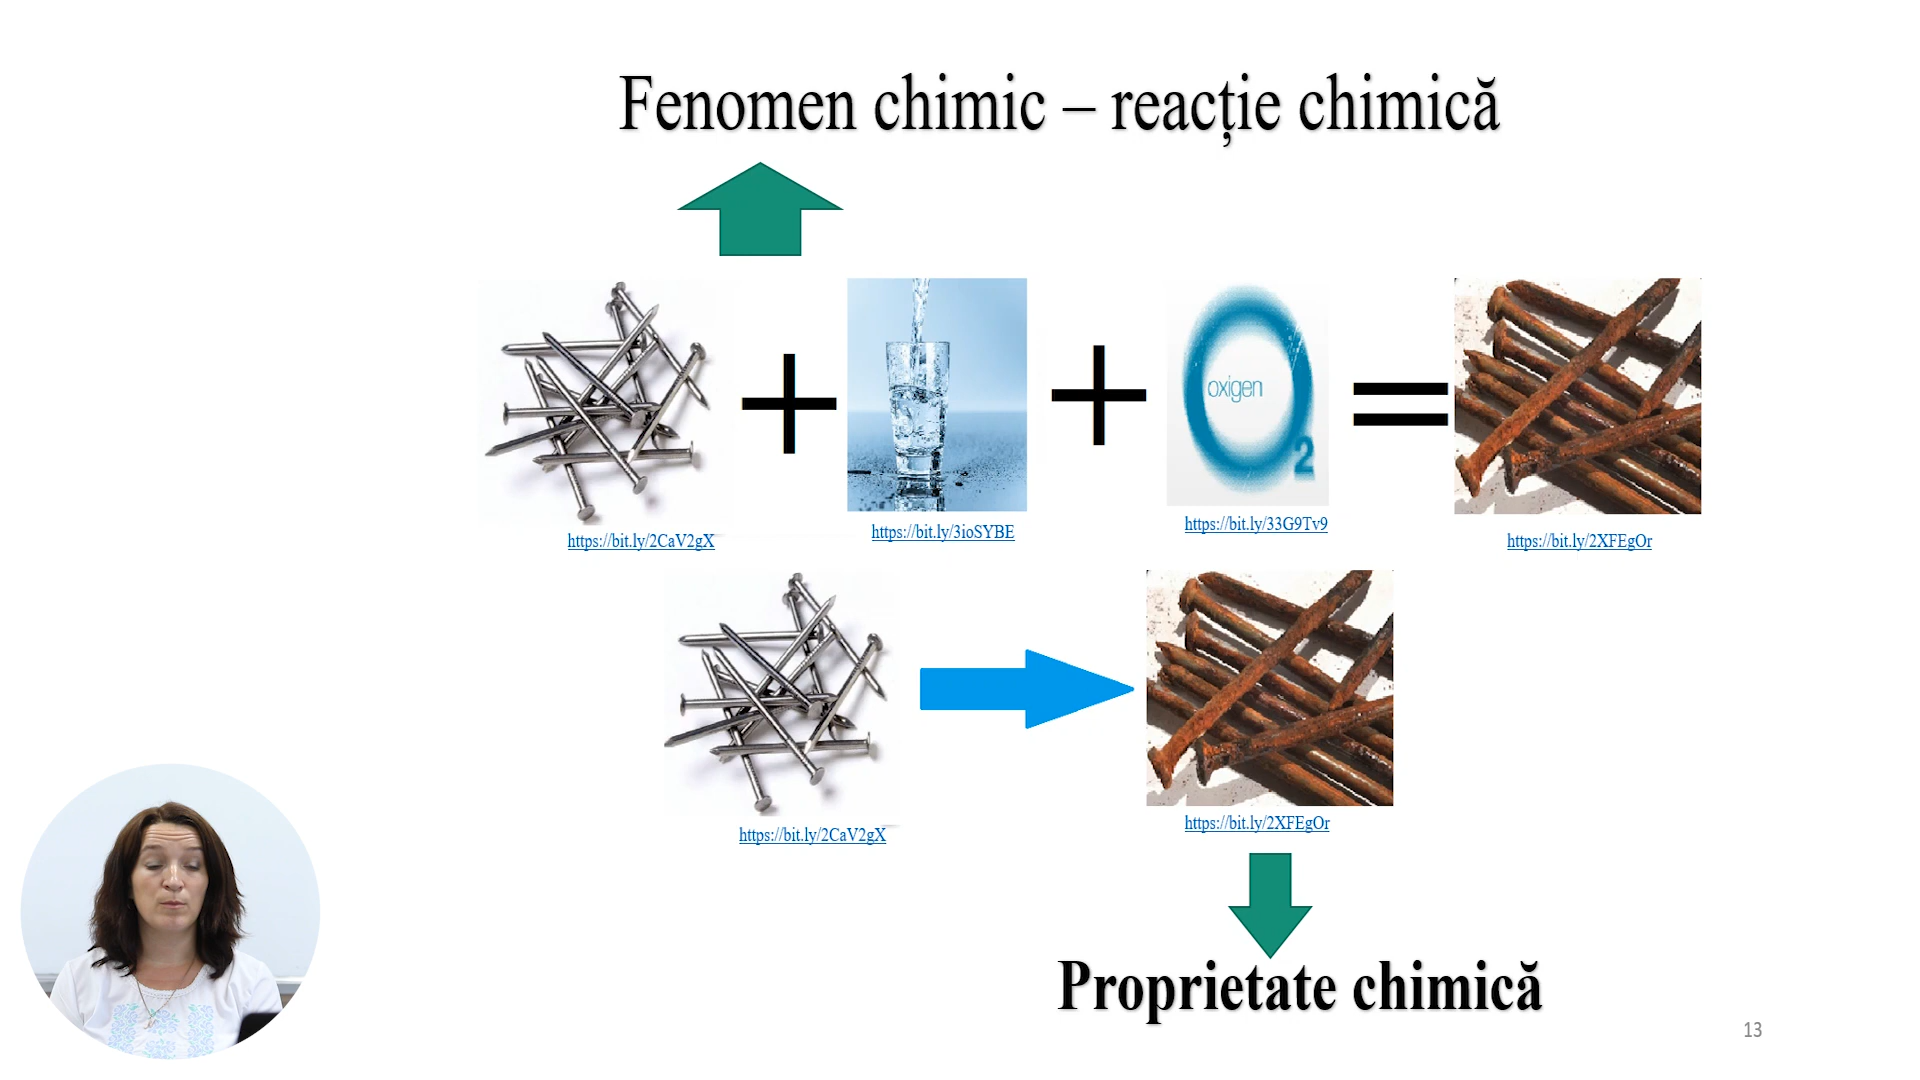 Fenomen chimic – reacție chimică
oxigen
2
https://bit.ly/2CaV2gX
https://bit.ly/3ioSYBE
https://bit.ly/33G9Tv9
https://bit.ly/2XFEgOr
https://bit.ly/2CaV2gX
https://bit.ly/2XFEgOr
Proprietate chimică
13